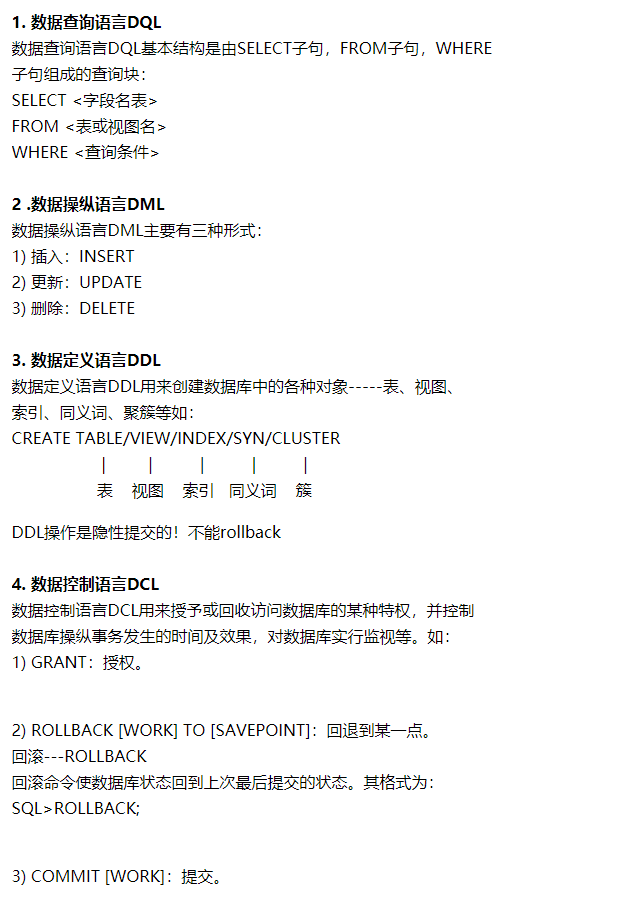 1. 数据查询语言DQL
数据查询语言DQL基本结构是由SELECT子句，FROM子句，WHERE
子句组成的查询块：
SELECT <字段名表>
FROM <表或视图名>
WHERE <查询条件>
2 .数据操纵语言DML
数据操纵语言DML主要有三种形式：
1) 插入：INSERT
2) 更新：UPDATE
3) 删除：DELETE
3. 数据定义语言DDL
数据定义语言DDL用来创建数据库中的各种对象-----表、视图、
索引、同义词、聚簇等如：
CREATE TABLE/VIEW/INDEX/SYN/CLUSTER
| | | | |
表 视图 索引 同义词 簇
DDL操作是隐性提交的！不能rollback
4. 数据控制语言DCL
数据控制语言DCL用来授予或回收访问数据库的某种特权，并控制
数据库操纵事务发生的时间及效果，对数据库实行监视等。如：
1) GRANT：授权。
2) ROLLBACK [WORK] TO [SAVEPOINT]：回退到某一点。
回滚---ROLLBACK
回滚命令使数据库状态回到上次最后提交的状态。其格式为：
SQL>ROLLBACK;
3) COMMIT [WORK]：提交。